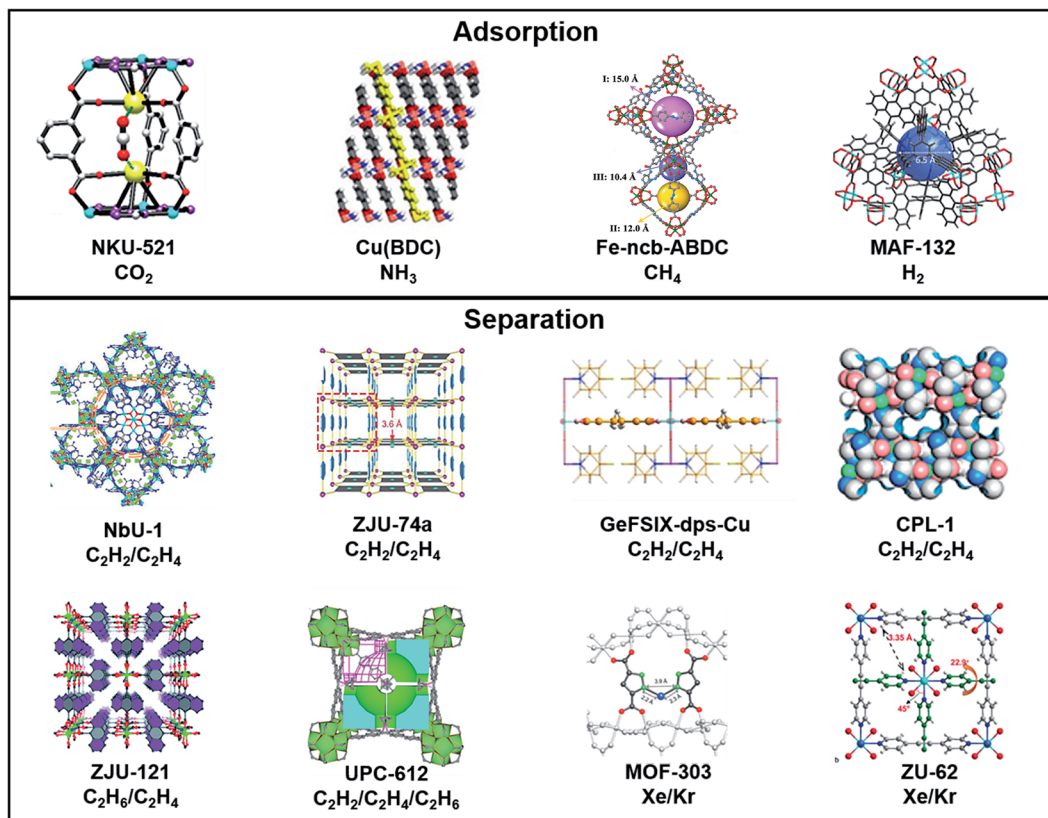 Adsorption
I: 15.0 Å
III: 10.4 Å
II: 12.0 Å
6.5 Å
NKU-521
CO₂
Cu(BDC)
NH₃
Fe-ncb-ABDC
CH₄
MAF-132
H₂
Separation
3.6 Å
NbU-1
C₂H₂/C₂H₄
ZJU-74a
C₂H₂/C₂H₄
GeFSIX-dps-Cu
C₂H₂/C₂H₄
CPL-1
C₂H₂/C₂H₄
3.9 Å
3.35 Å
22.9°
45°
b
ZJU-121
C₂H₆/C₂H₄
UPC-612
C₂H₂/C₂H₄/C₂H₆
MOF-303
Xe/Kr
ZU-62
Xe/Kr